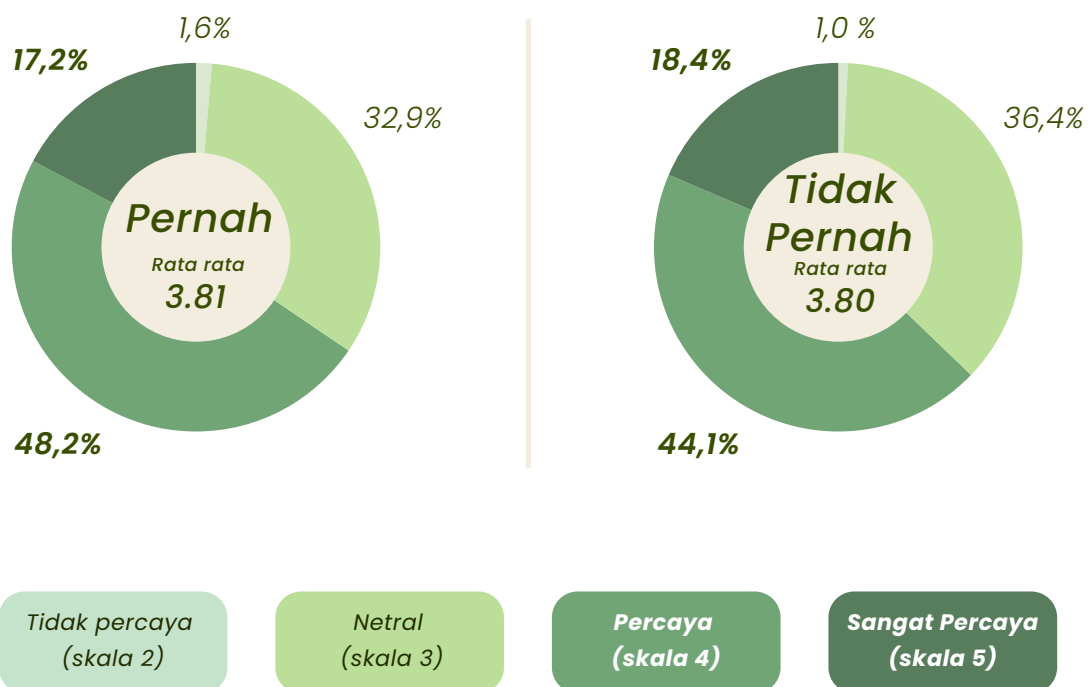 1,6%
17,2%
32,9%
Pernah
Rata rata
3.81
48,2%
1,0 %
18,4%
36,4%
Tidak
Pernah
Rata rata
3.80
44,1%
Tidak percaya
(skala 2)
Netral
(skala 3)
Percaya
(skala 4)
Sangat Percaya
(skala 5)